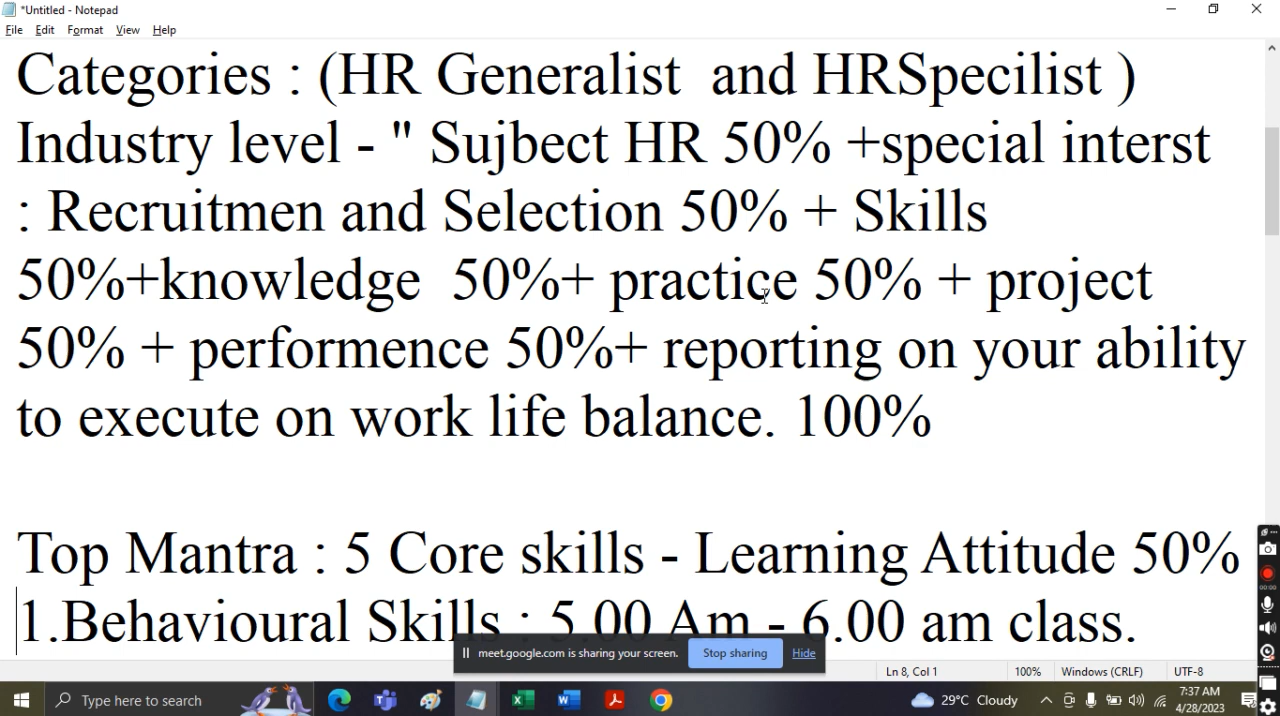 *Untitled - Notepad
File Edit Format View Help
Categories : (HR Generalist and HRSpecilist )
Industry level - " Sujbect HR 50% +special interst
: Recruitmen and Selection 50% + Skills
50%+knowledge 50%+ practice 50% + project
50% + performence 50%+ reporting on your ability
to execute on work life balance. 100%
Top Mantra : 5 Core skills - Learning Attitude 50%
1.Behavioural Skills : 5.00 Am - 6.00 am class.
meet.google.com is sharing your screen. Stop sharing Hide
Ln 8, Col 1 100% Windows (CRLF) UTF-8
Type here to search 29°C Cloudy 7:37 AM
4/28/2023
00:00